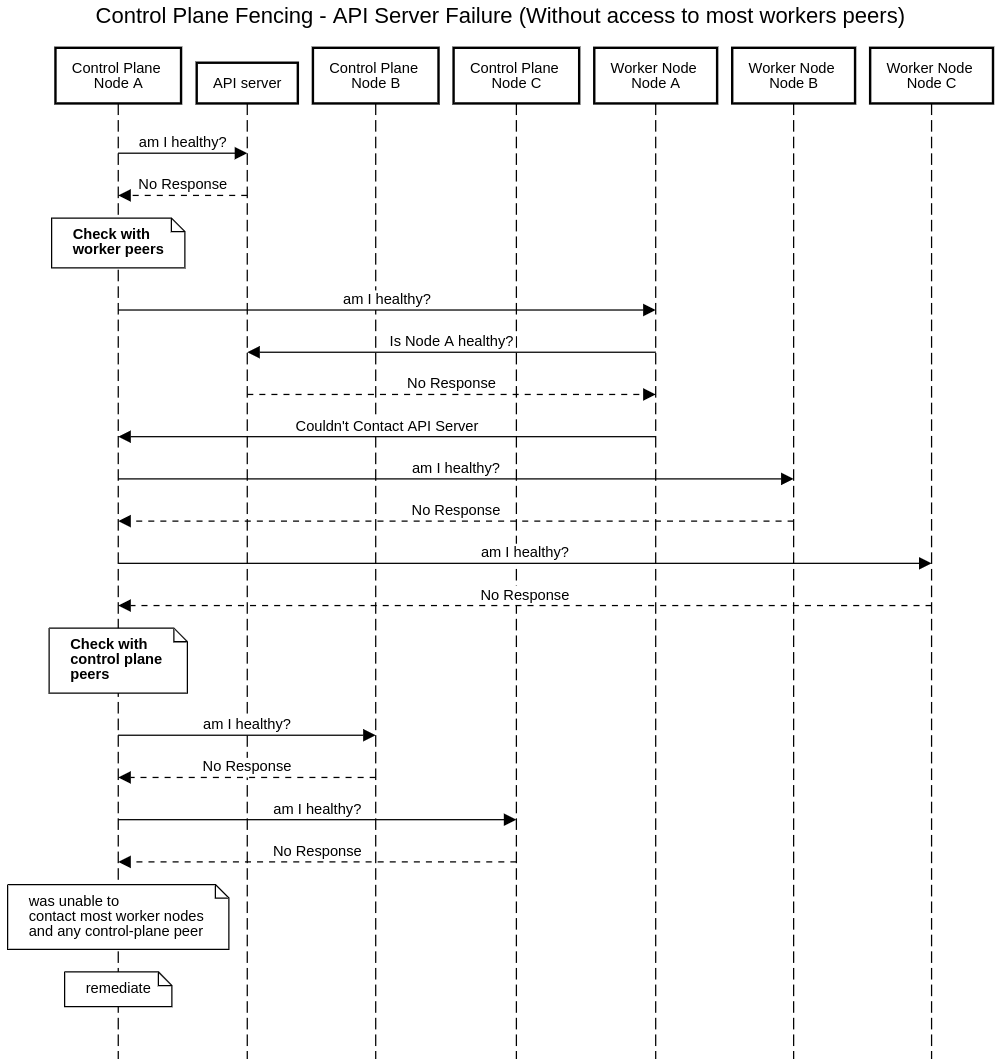 Control Plane Fencing - API Server Failure (Without access to most workers peers)
Control Plane
Node A
API server
Control Plane
Node B
Control Plane
Node C
Worker Node
Node A
Worker Node
Node B
Worker Node
Node C
am I healthy?
No Response
Check with
worker peers
am I healthy?
Is Node A healthy?
No Response
Couldn't Contact API Server
am I healthy?
No Response
am I healthy?
No Response
Check with
control plane
peers
am I healthy?
No Response
am I healthy?
No Response
was unable to
contact most worker nodes
and any control-plane peer
remediate